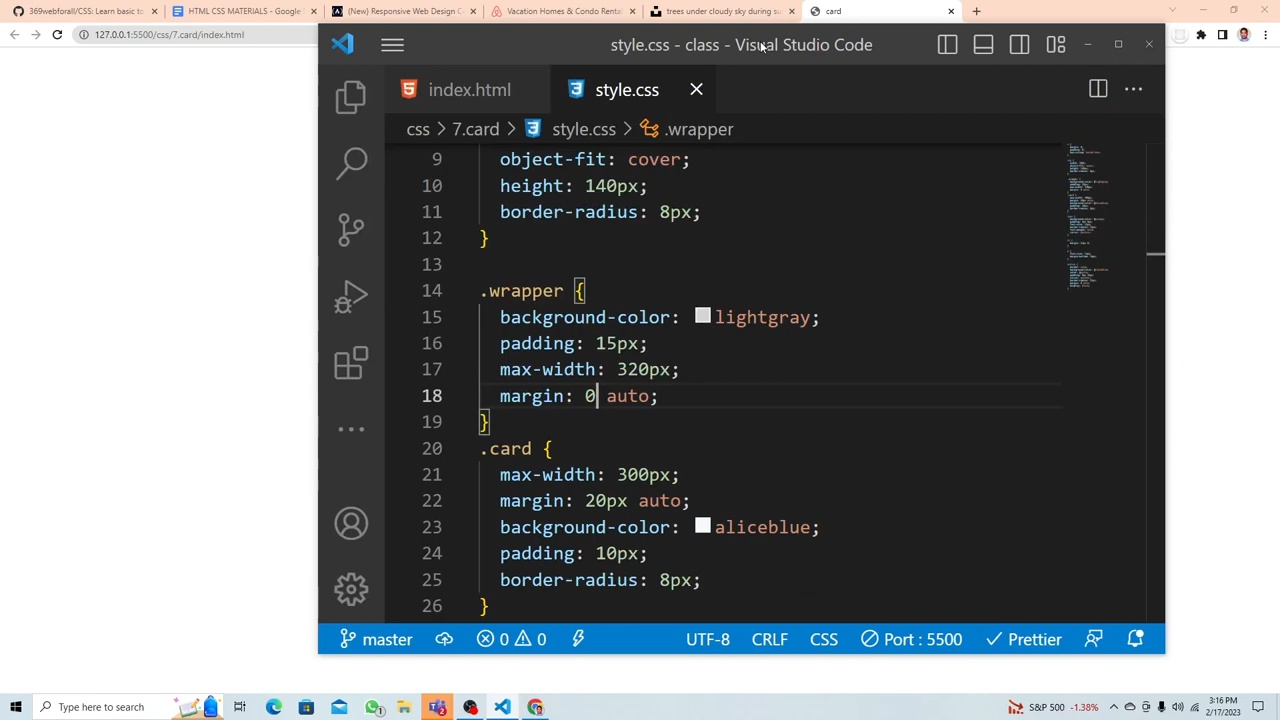 369webforall/CSS: Learn basic to
HTML CSS MATERIALS - Google
(New) Responsive Web Design C
Vacation Homes & Condo Rental
trees under cloudy sky during su
card
127.0.0.1:5500/css/7.card/index.html
style.css - class - Visual Studio Code
index.html
style.css
css > 7.card > style.css > .wrapper
9 object-fit: cover;
10 height: 140px;
11 border-radius: 8px;
12 }
13
14 .wrapper {
15 background-color: lightgray;
16 padding: 15px;
17 max-width: 320px;
18 margin: 0 auto;
19 }
20 .card {
21 max-width: 300px;
22 margin: 20px auto;
23 background-color: aliceblue;
24 padding: 10px;
25 border-radius: 8px;
26 }
master 0 0 UTF-8 CRLF CSS Port : 5500 Prettier
Type here to search
S&P 500 -1.38%
3:16 PM
2/17/2023